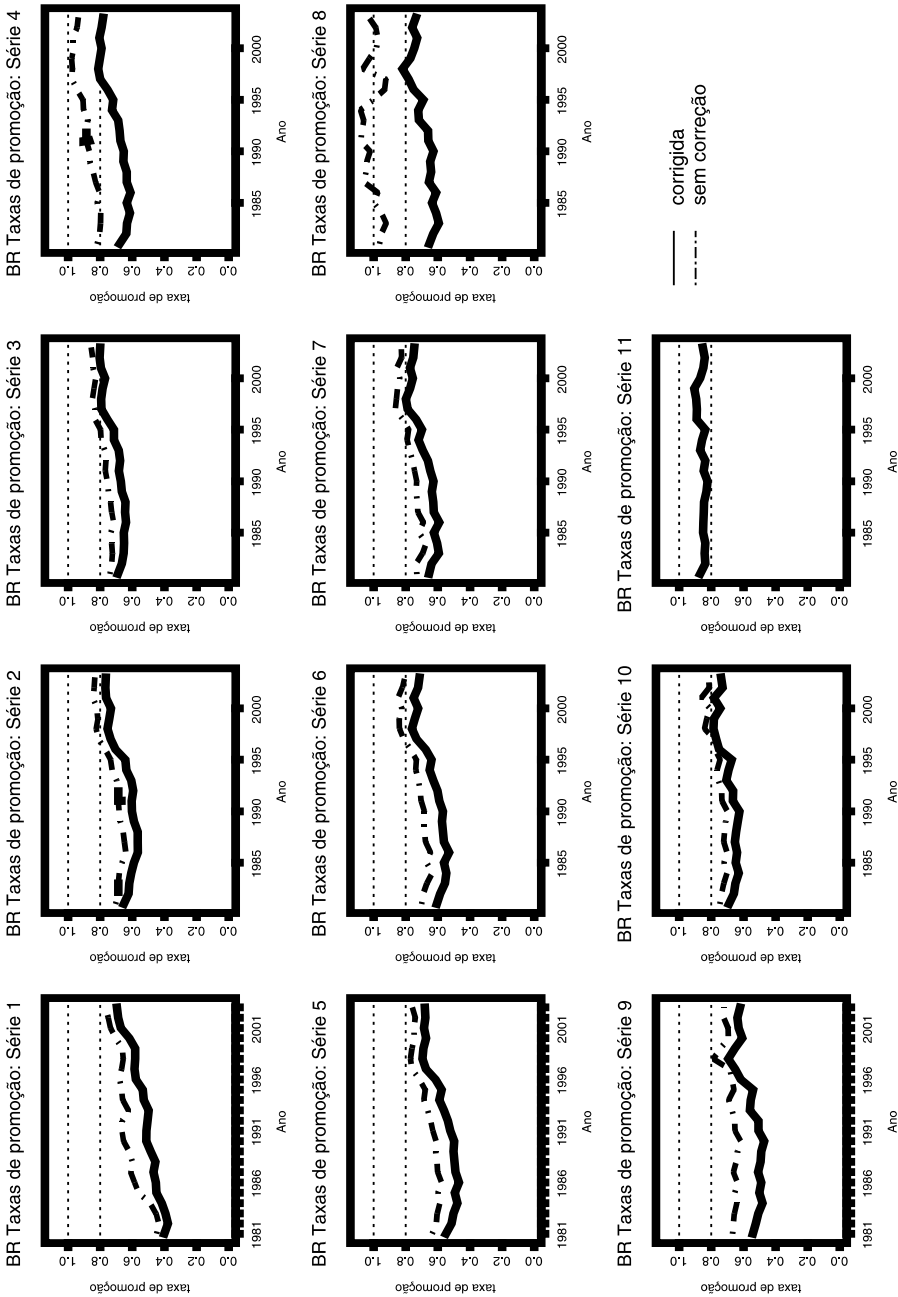 BR Taxas de promoção: Série 1
taxa de promoção
1.0
0.8
0.6
0.4
0.2
0.0
1981 1986 1991 1996 2001
Ano
BR Taxas de promoção: Série 2
taxa de promoção
1.0
0.8
0.6
0.4
0.2
0.0
1985 1990 1995 2000
Ano
BR Taxas de promoção: Série 3
taxa de promoção
1.0
0.8
0.6
0.4
0.2
0.0
1985 1990 1995 2000
Ano
BR Taxas de promoção: Série 4
taxa de promoção
1.0
0.8
0.6
0.4
0.2
0.0
1985 1990 1995 2000
Ano
BR Taxas de promoção: Série 5
taxa de promoção
1.0
0.8
0.6
0.4
0.2
0.0
1981 1986 1991 1996 2001
Ano
BR Taxas de promoção: Série 6
taxa de promoção
1.0
0.8
0.6
0.4
0.2
0.0
1985 1990 1995 2000
Ano
BR Taxas de promoção: Série 7
taxa de promoção
1.0
0.8
0.6
0.4
0.2
0.0
1985 1990 1995 2000
Ano
BR Taxas de promoção: Série 8
taxa de promoção
1.0
0.8
0.6
0.4
0.2
0.0
1985 1990 1995 2000
Ano
BR Taxas de promoção: Série 9
taxa de promoção
1.0
0.8
0.6
0.4
0.2
0.0
1981 1986 1991 1996 2001
Ano
BR Taxas de promoção: Série 10
taxa de promoção
1.0
0.8
0.6
0.4
0.2
0.0
1985 1990 1995 2000
Ano
BR Taxas de promoção: Série 11
taxa de promoção
1.0
0.8
0.6
0.4
0.2
0.0
1985 1990 1995 2000
Ano
corrigida
sem correção